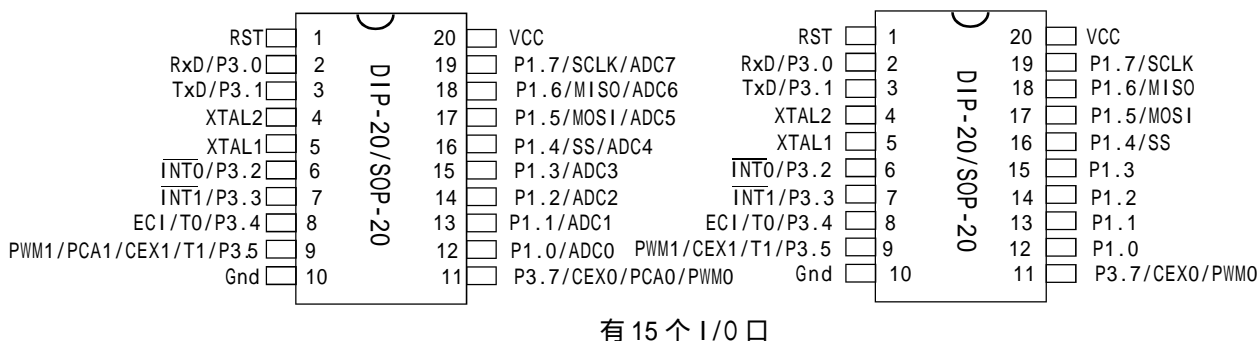 RST 1 20 VCC
RxD/P3.0 2 19 P1.7/SCLK/ADC7
TxD/P3.1 3 18 P1.6/MISO/ADC6
XTAL2 4 17 P1.5/MOSI/ADC5
XTAL1 5 16 P1.4/SS/ADC4
INT0/P3.2 6 15 P1.3/ADC3
INT1/P3.3 7 14 P1.2/ADC2
ECI/T0/P3.4 8 13 P1.1/ADC1
PWM1/PCA1/CEX1/T1/P3.5 9 12 P1.0/ADC0
Gnd 10 11 P3.7/CEX0/PCA0/PWM0
DIP-20/SOP-20
RST 1 20 VCC
RxD/P3.0 2 19 P1.7/SCLK
TxD/P3.1 3 18 P1.6/MISO
XTAL2 4 17 P1.5/MOSI
XTAL1 5 16 P1.4/SS
INT0/P3.2 6 15 P1.3
INT1/P3.3 7 14 P1.2
ECI/T0/P3.4 8 13 P1.1
PWM1/CEX1/T1/P3.5 9 12 P1.0
Gnd 10 11 P3.7/CEX0/PWM0
DIP-20/SOP-20
有15个I/O口